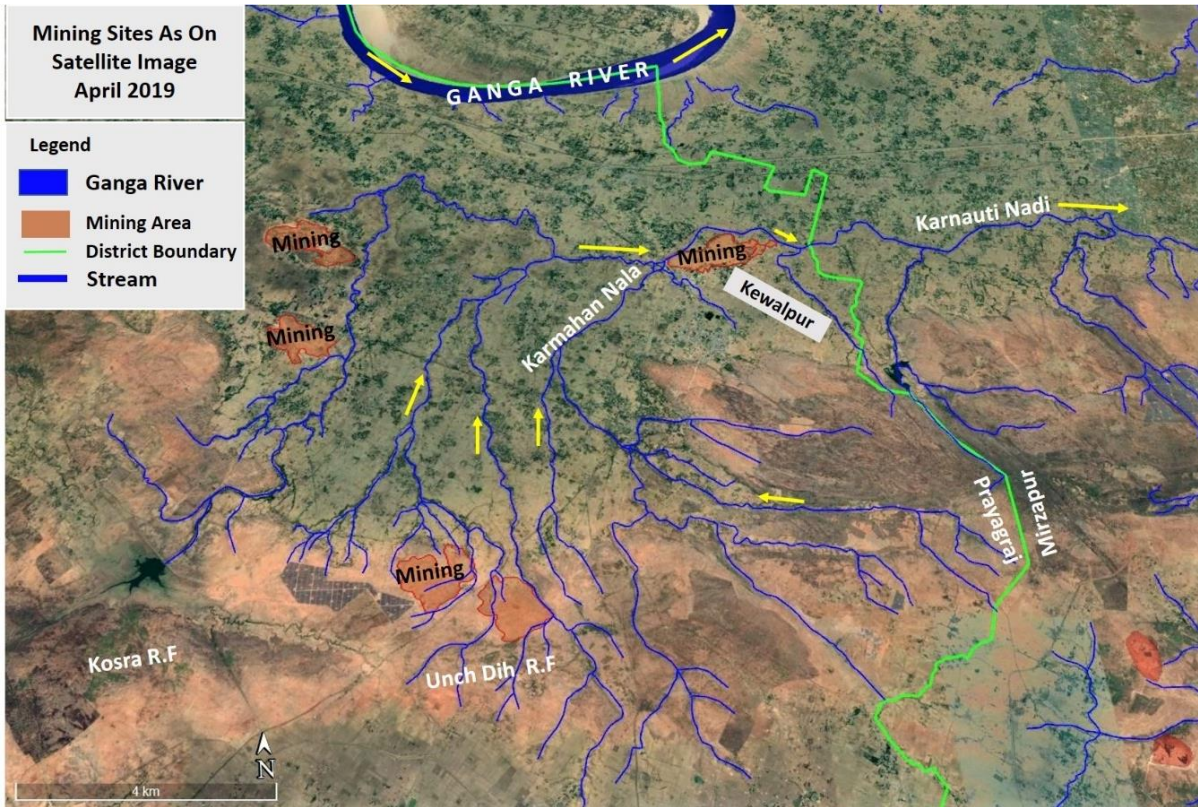 Mining Sites As On
Satellite Image
April 2019
Legend
Ganga River
Mining Area
District Boundary
Stream
GANGA RIVER
Mining
Mining
Mining
Karnauti Nadi
Kewalpur
Karmahan Nala
Prayagraj
Mirzapur
Mining
Kosra R.F
Unch Dih R.F
N
4 km